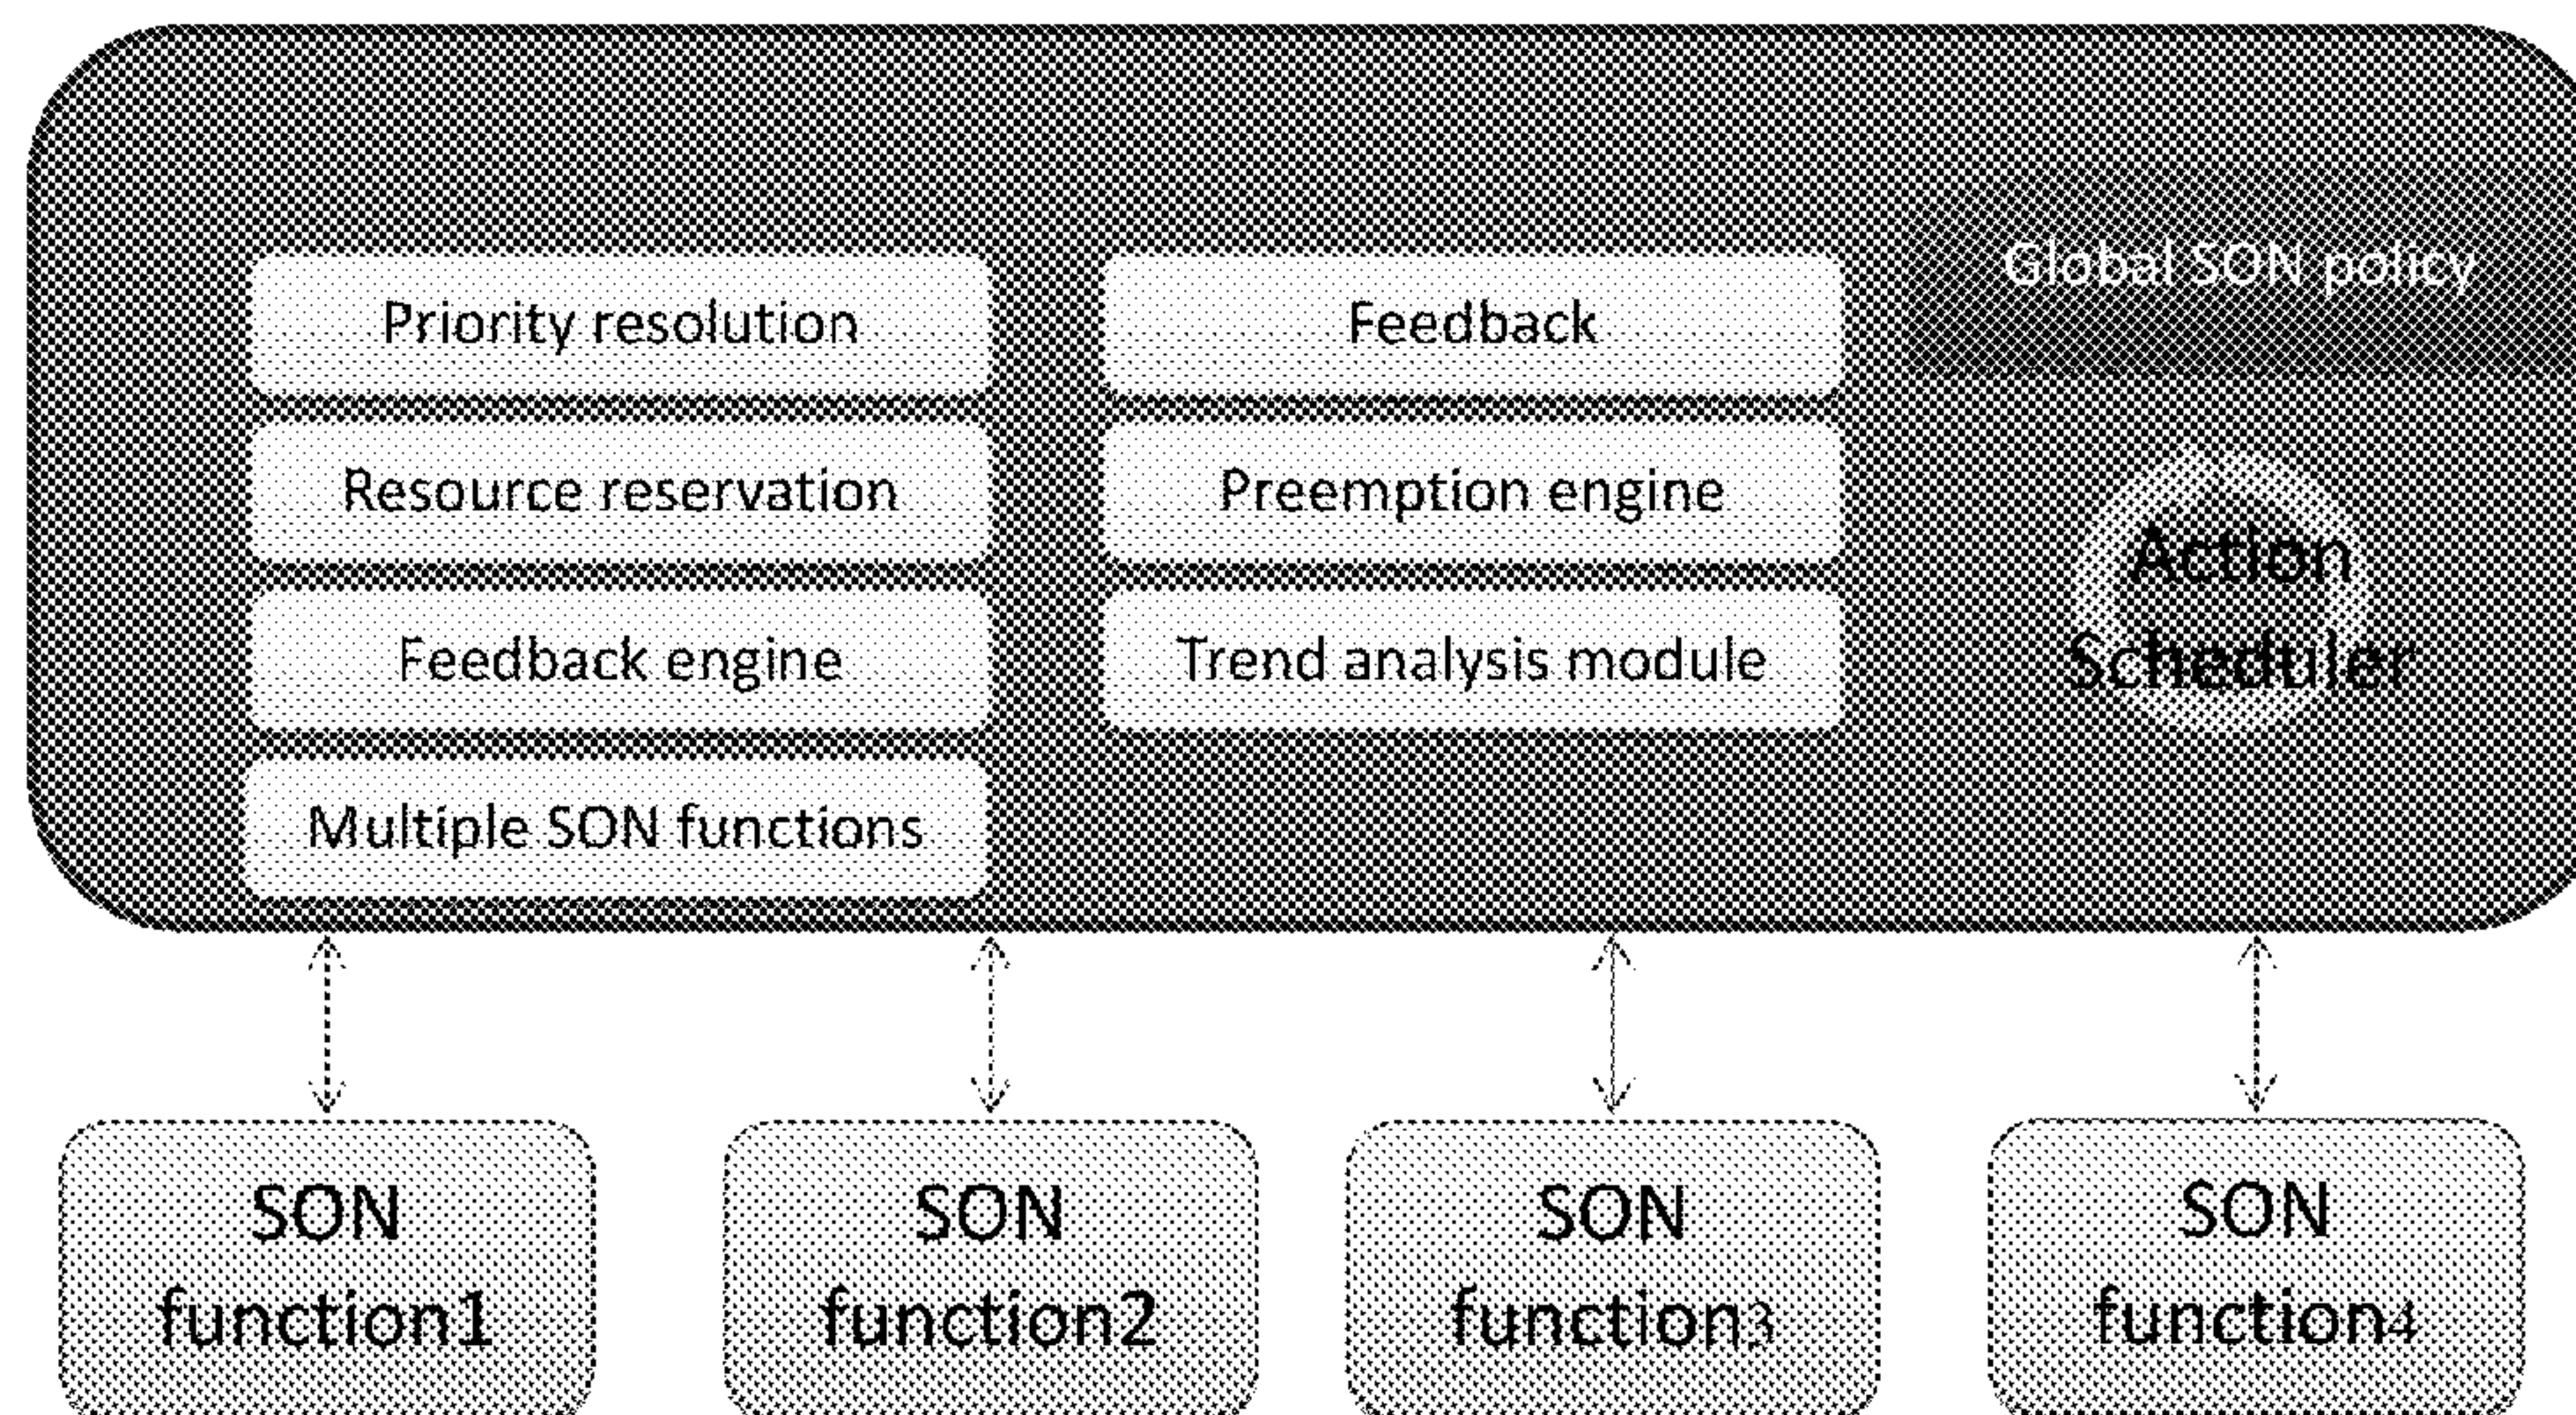 Global SON policy
Priority resolution
Feedback
Resource reservation
Preemption engine
Action
Scheduler
Feedback engine
Trend analysis module
Multiple SON functions
SON
function1
SON
function2
SON
function3
SON
function4